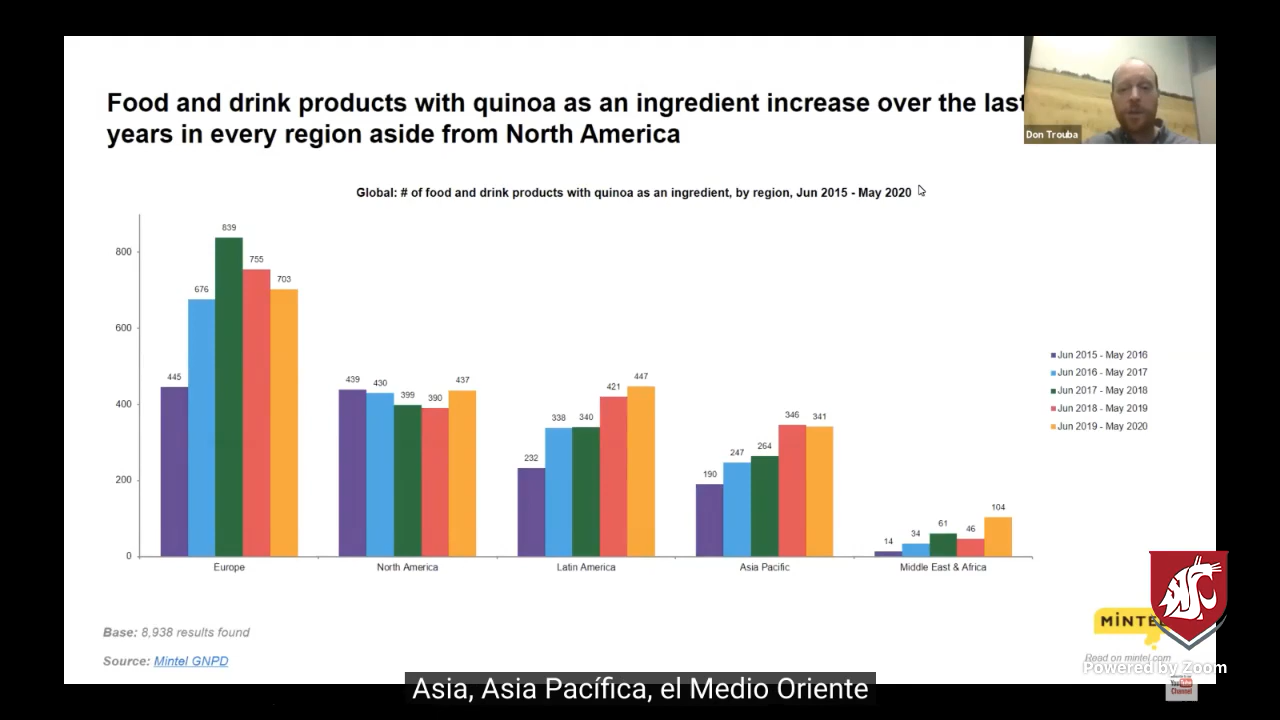 Food and drink products with quinoa as an ingredient increase over the last
years in every region aside from North America
Don Trouba
Global: # of food and drink products with quinoa as an ingredient, by region, Jun 2015 - May 2020
800
600
400
200
0
445
676
839
755
703
439
430
399
390
437
232
338
340
421
447
190
247
264
346
341
14
34
61
46
104
Europe
North America
Latin America
Asia Pacific
Middle East & Africa
Jun 2015 - May 2016
Jun 2016 - May 2017
Jun 2017 - May 2018
Jun 2018 - May 2019
Jun 2019 - May 2020
Base: 8,938 results found
Source: Mintel GNPD
MiNTEL
Read on mintel.com
Powered by Zoom
Asia, Asia Pacífica, el Medio Oriente
YouTube
Channel